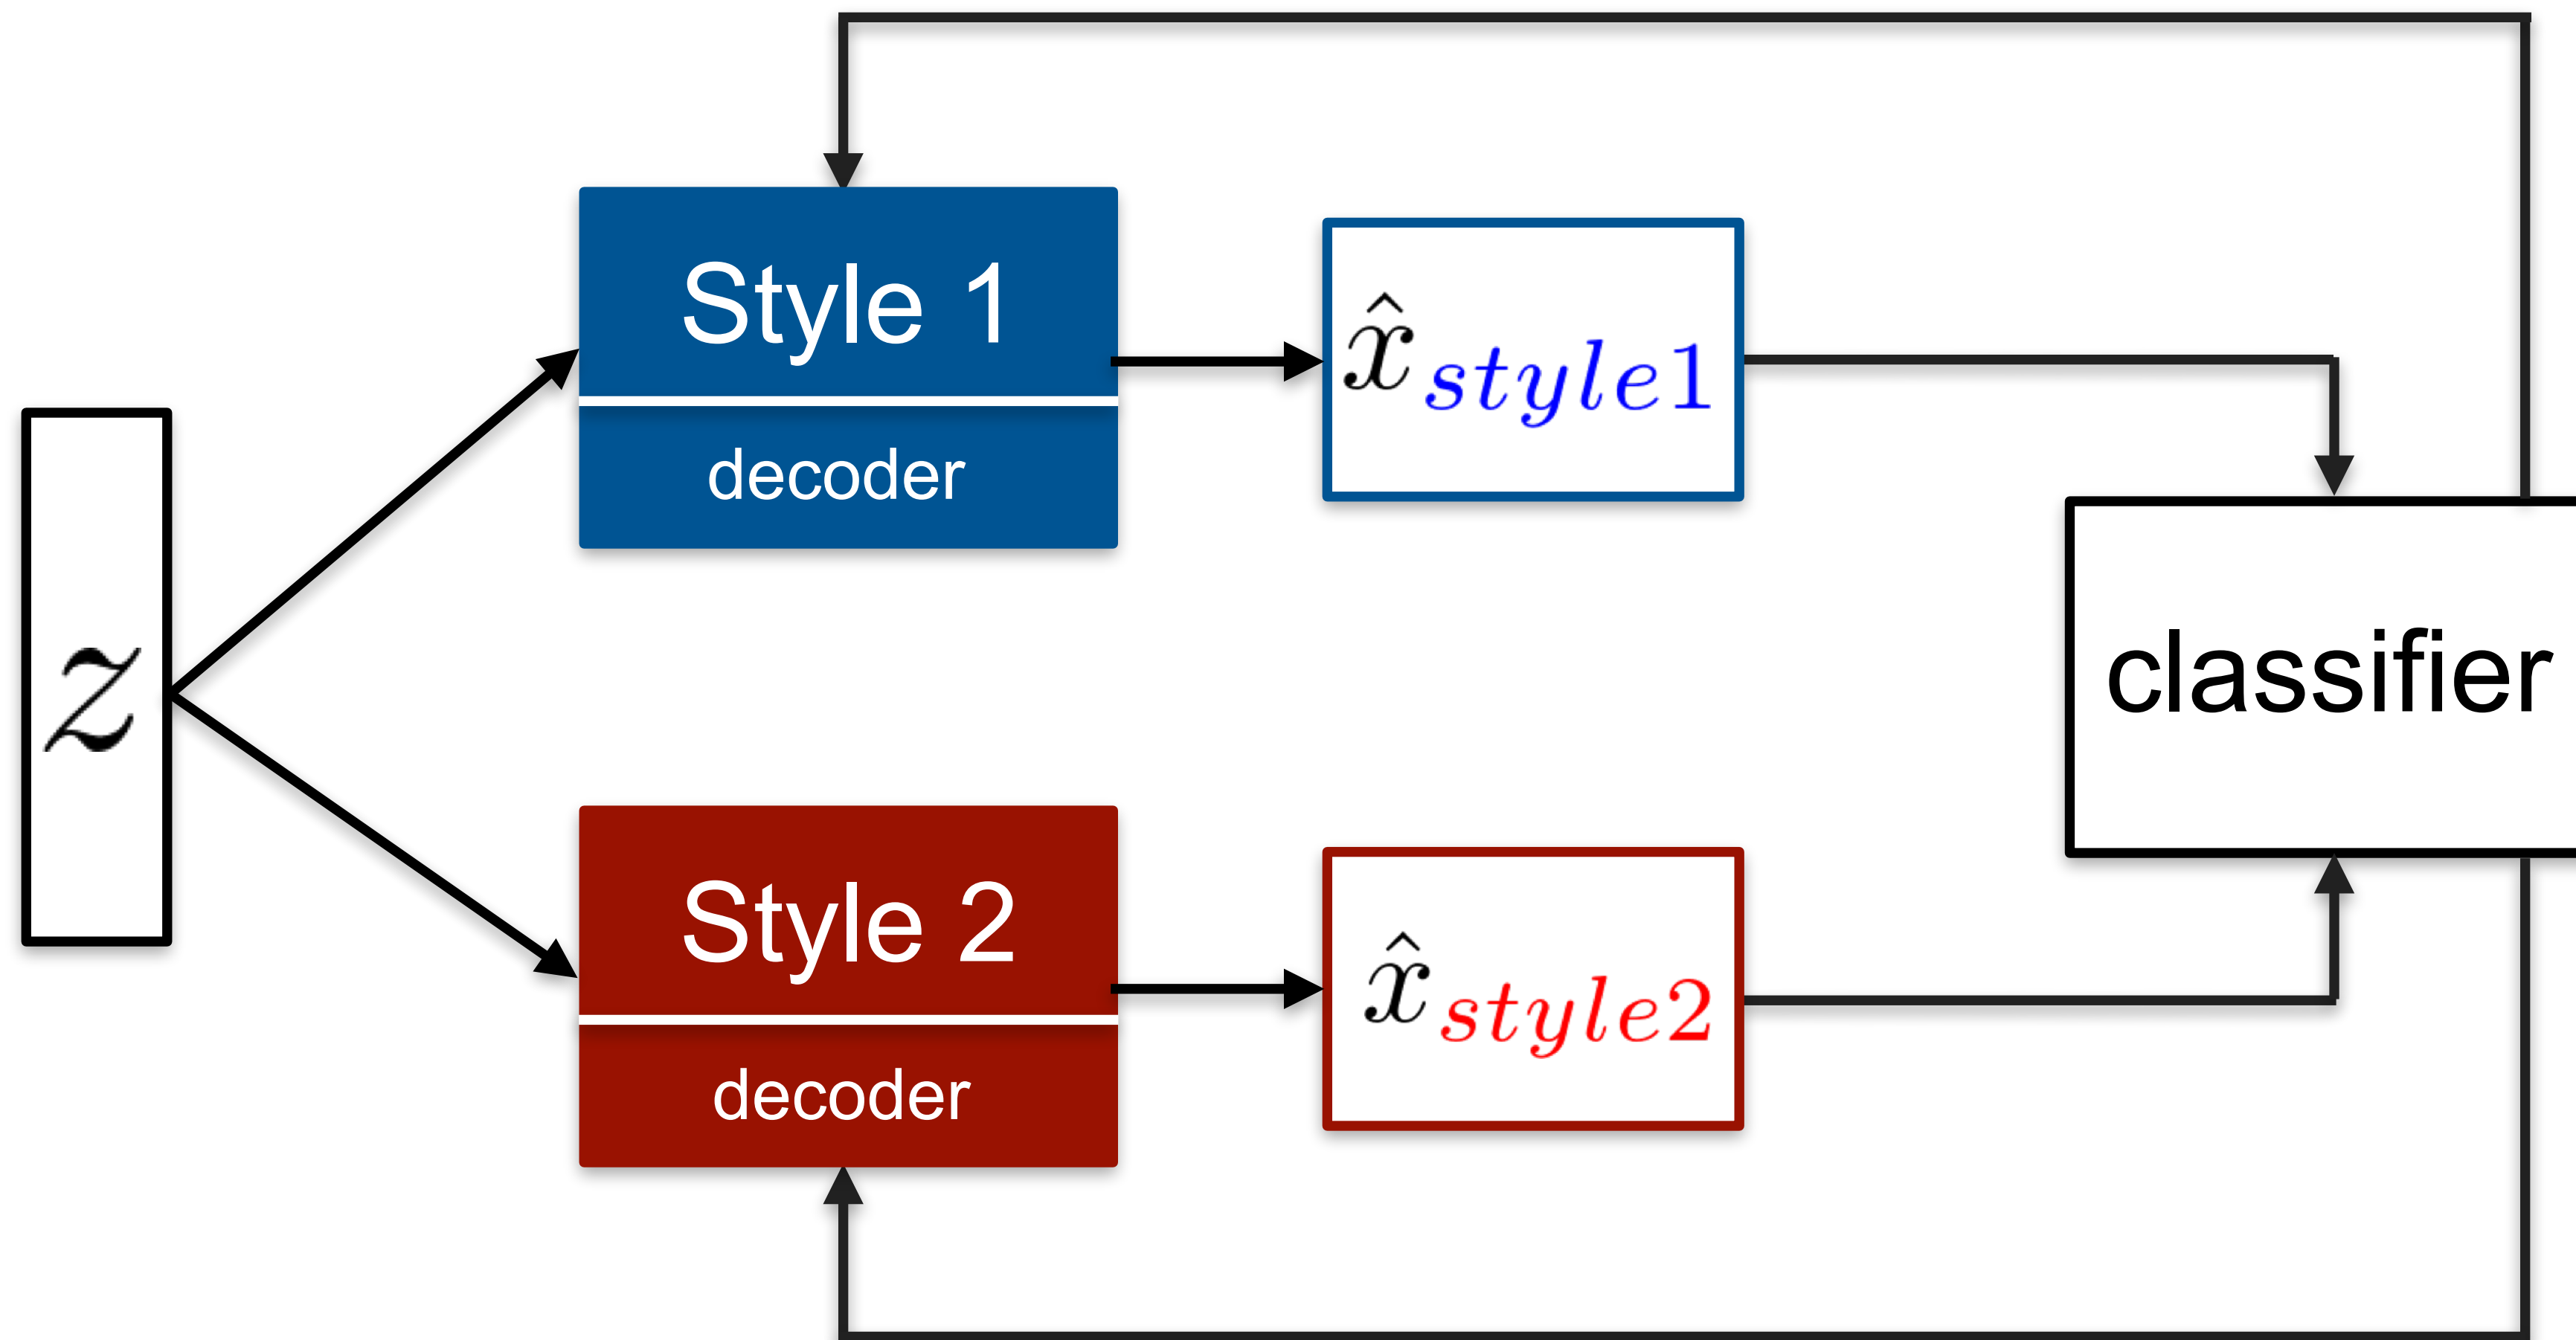 Style 1
decoder
x̂ style1
z
classifier
Style 2
decoder
x̂ style2